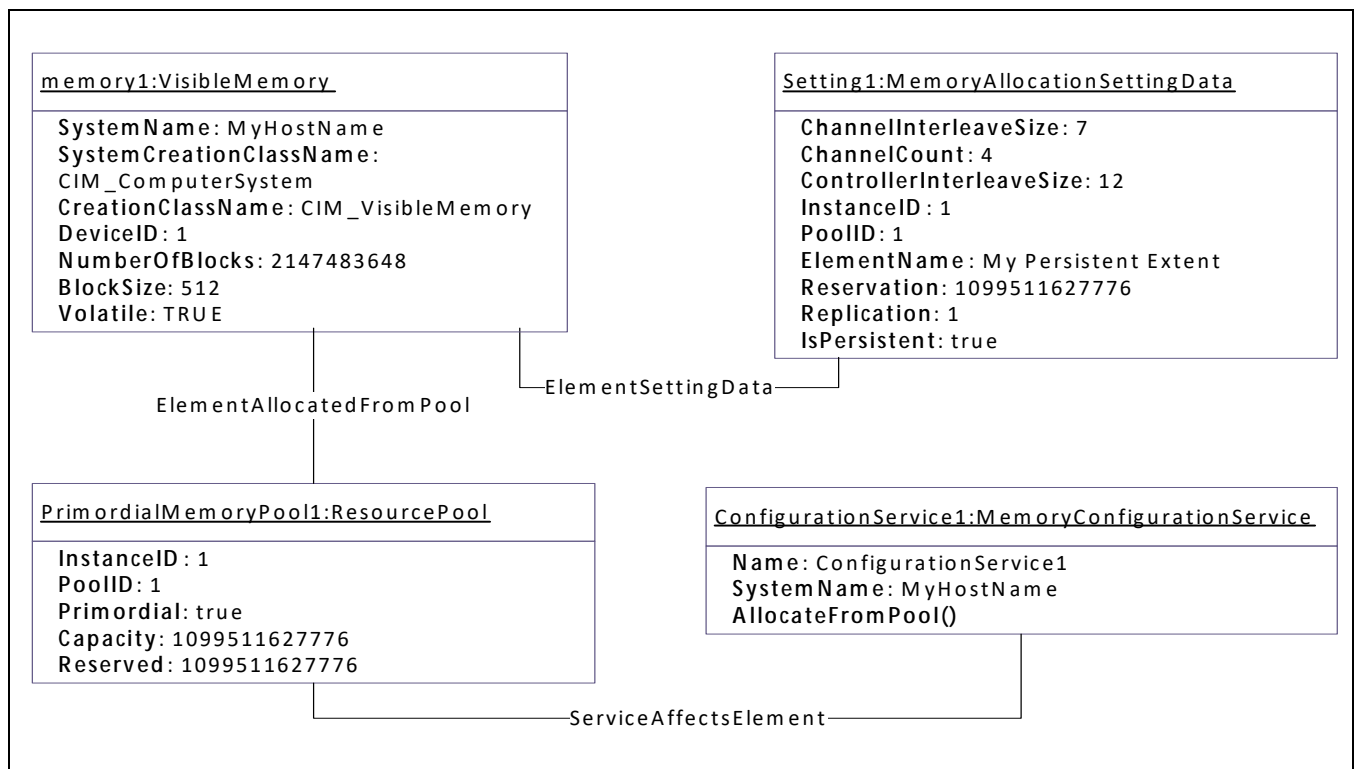 memory1:VisibleMemory
SystemName: MyHostName
SystemCreationClassName:
CIM_ComputerSystem
CreationClassName: CIM_VisibleMemory
DeviceID: 1
NumberOfBlocks: 2147483648
BlockSize: 512
Volatile: TRUE
Setting1:MemoryAllocationSettingData
ChannelInterleaveSize: 7
ChannelCount: 4
ControllerInterleaveSize: 12
InstanceID: 1
PoolID: 1
ElementName: My Persistent Extent
Reservation: 1099511627776
Replication: 1
IsPersistent: true
ElementSettingData
ElementAllocatedFromPool
PrimordialMemoryPool1:ResourcePool
InstanceID: 1
PoolID: 1
Primordial: true
Capacity: 1099511627776
Reserved: 1099511627776
ConfigurationService1:MemoryConfigurationService
Name: ConfigurationService1
SystemName: MyHostName
AllocateFromPool()
ServiceAffectsElement